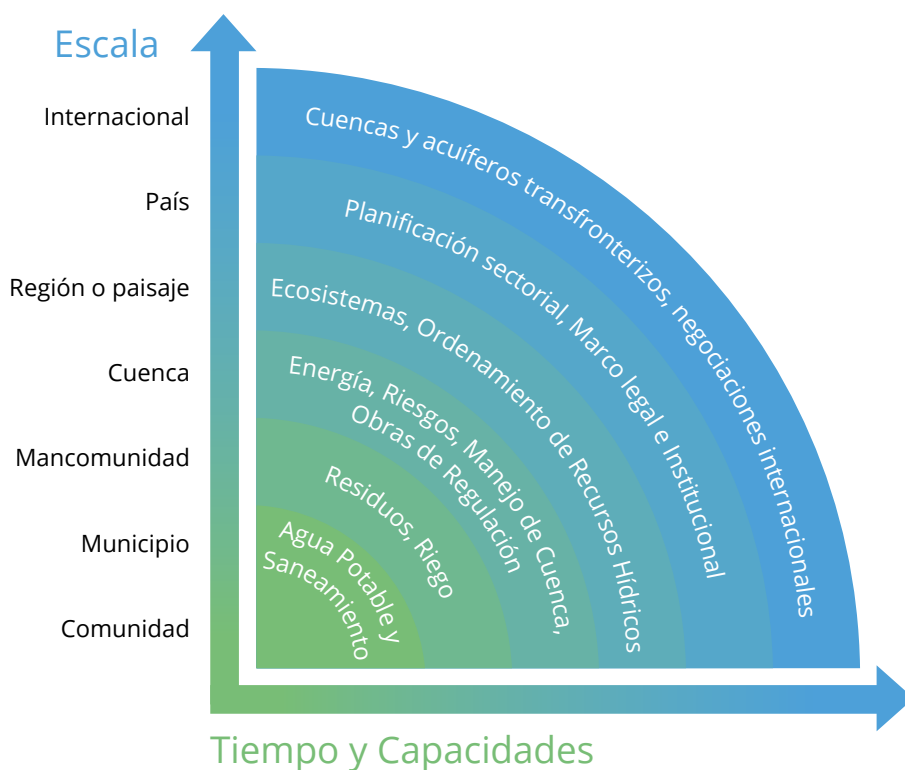 Escala
Internacional
País
Región o paisaje
Cuenca
Mancomunidad
Municipio
Comunidad
Cuencas y acuíferos transfronterizos, negociaciones internacionales
Planificación sectorial, Marco legal e Institucional
Ecosistemas, Ordenamiento de Recursos Hídricos
Energía, Riesgos, Manejo de Cuenca,
Obras de Regulación
Residuos, Riego
Agua Potable y
Saneamiento
Tiempo y Capacidades